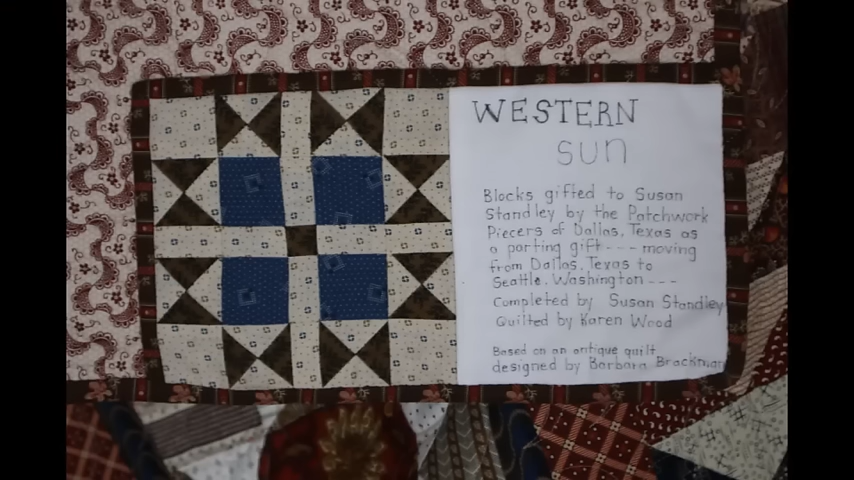 WESTERN
sun
Blocks gifted to Susan
Standley by the Patchwork
Piecers of Dallas, Texas as
a parting gift - - - moving
from Dallas, Texas to
Seattle, Washington - - -
Completed by Susan Standley
Quilted by Karen Wood
Based on an antique quilt
designed by Barbara Brackman